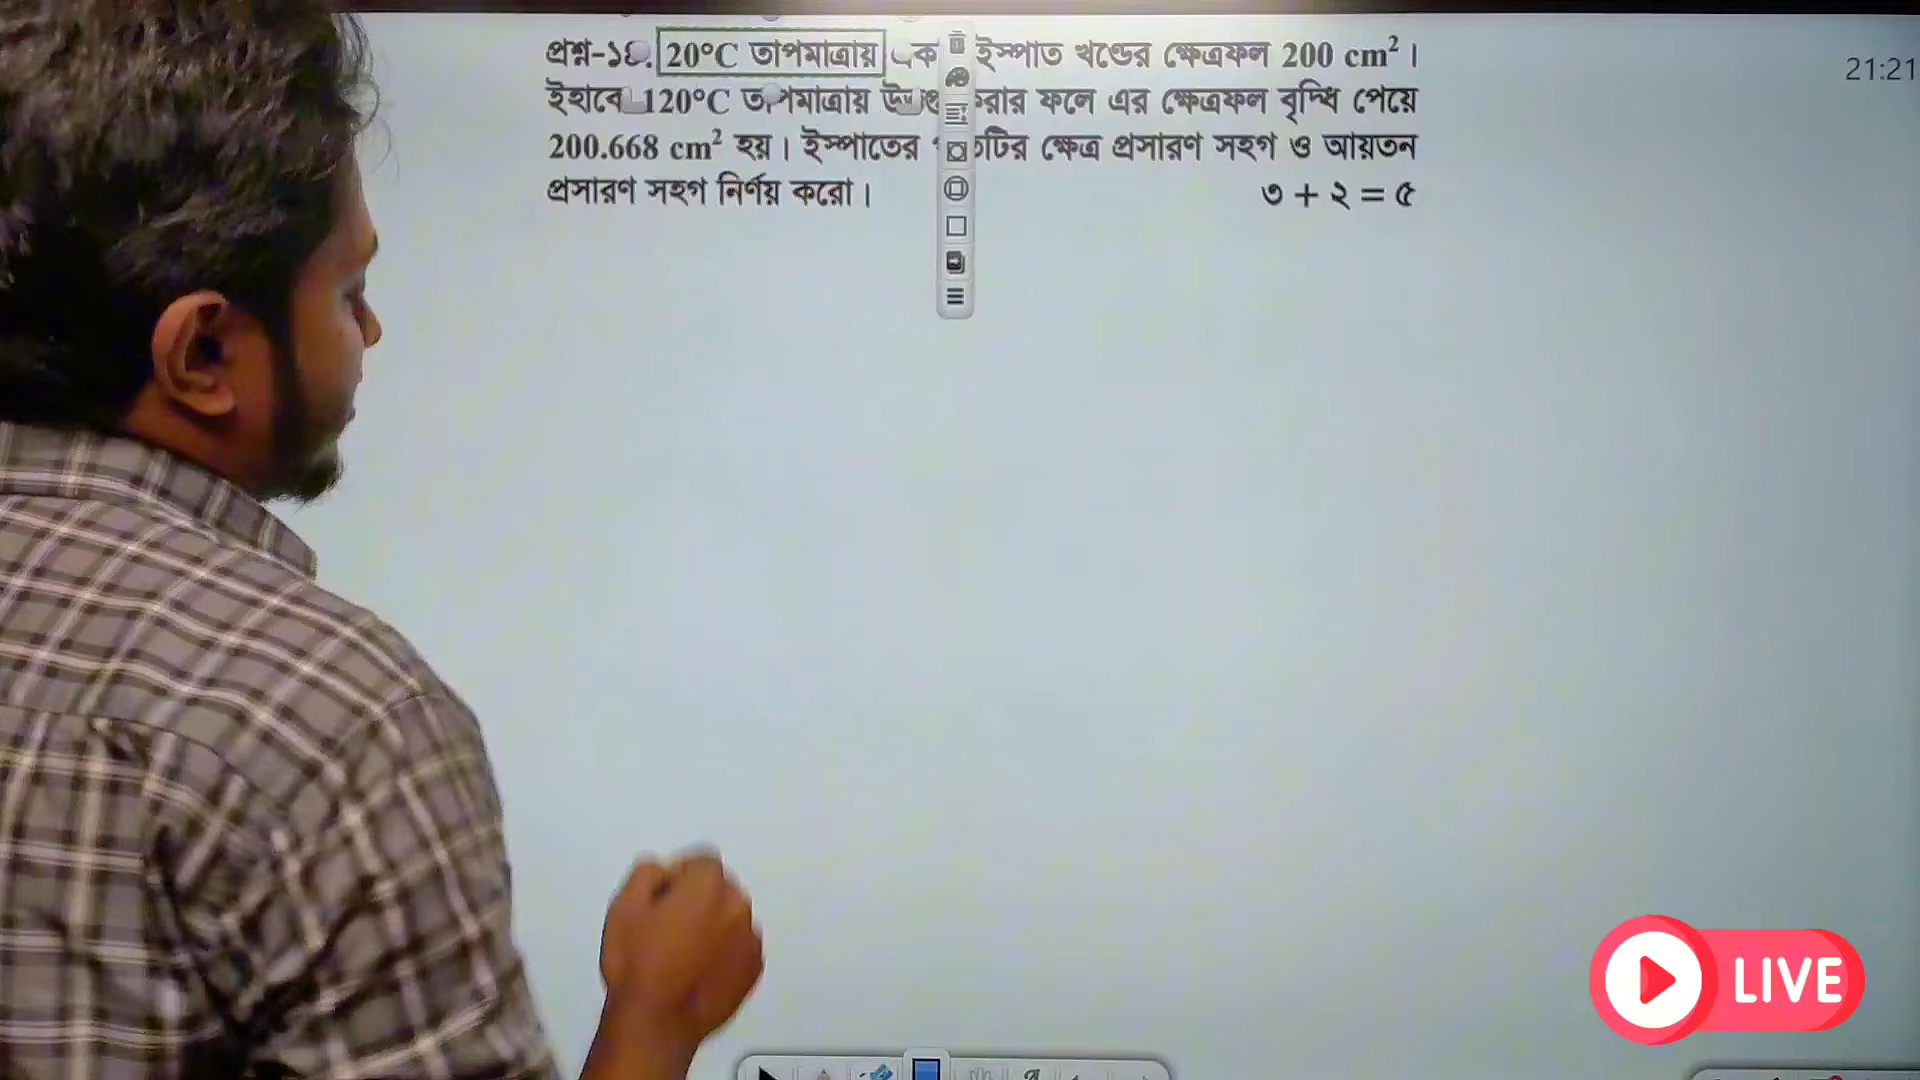 প্রশ্ন-১৪. 20°C তাপমাত্রায় ইস্পাত খণ্ডের ক্ষেত্রফল 200 cm²।
21:21
120°C তাপমাত্রায় ফলে এর ক্ষেত্রফল বৃদ্ধি পেয়ে
200.668 cm² হয়। ইস্পাতের ক্ষেত্র প্রসারণ সহগ ও আয়তন
প্রসারণ সহগ নির্ণয় করো।
৩ + ২ = ৫
LIVE